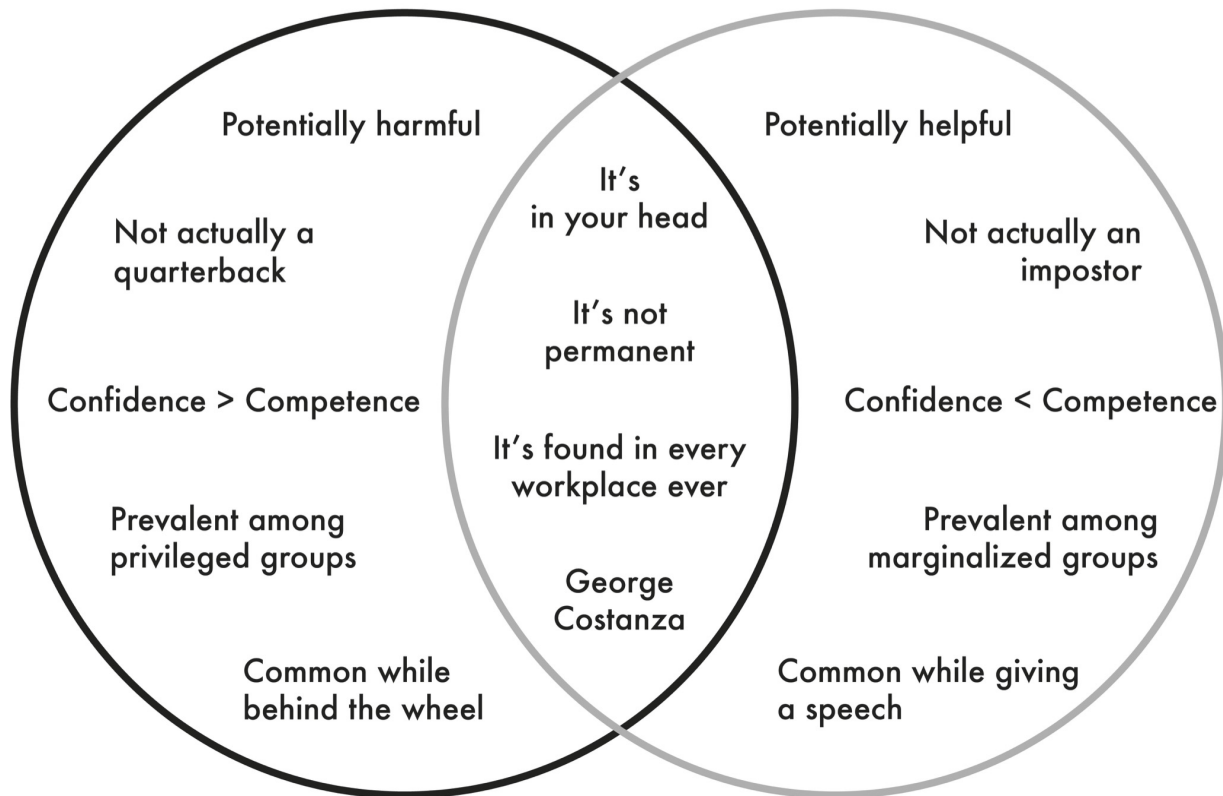 Potentially harmful
Not actually a
quarterback
Confidence > Competence
Prevalent among
privileged groups
Common while
behind the wheel
It’s
in your head
It’s not
permanent
It’s found in every
workplace ever
George
Costanza
Potentially helpful
Not actually an
impostor
Confidence < Competence
Prevalent among
marginalized groups
Common while giving
a speech